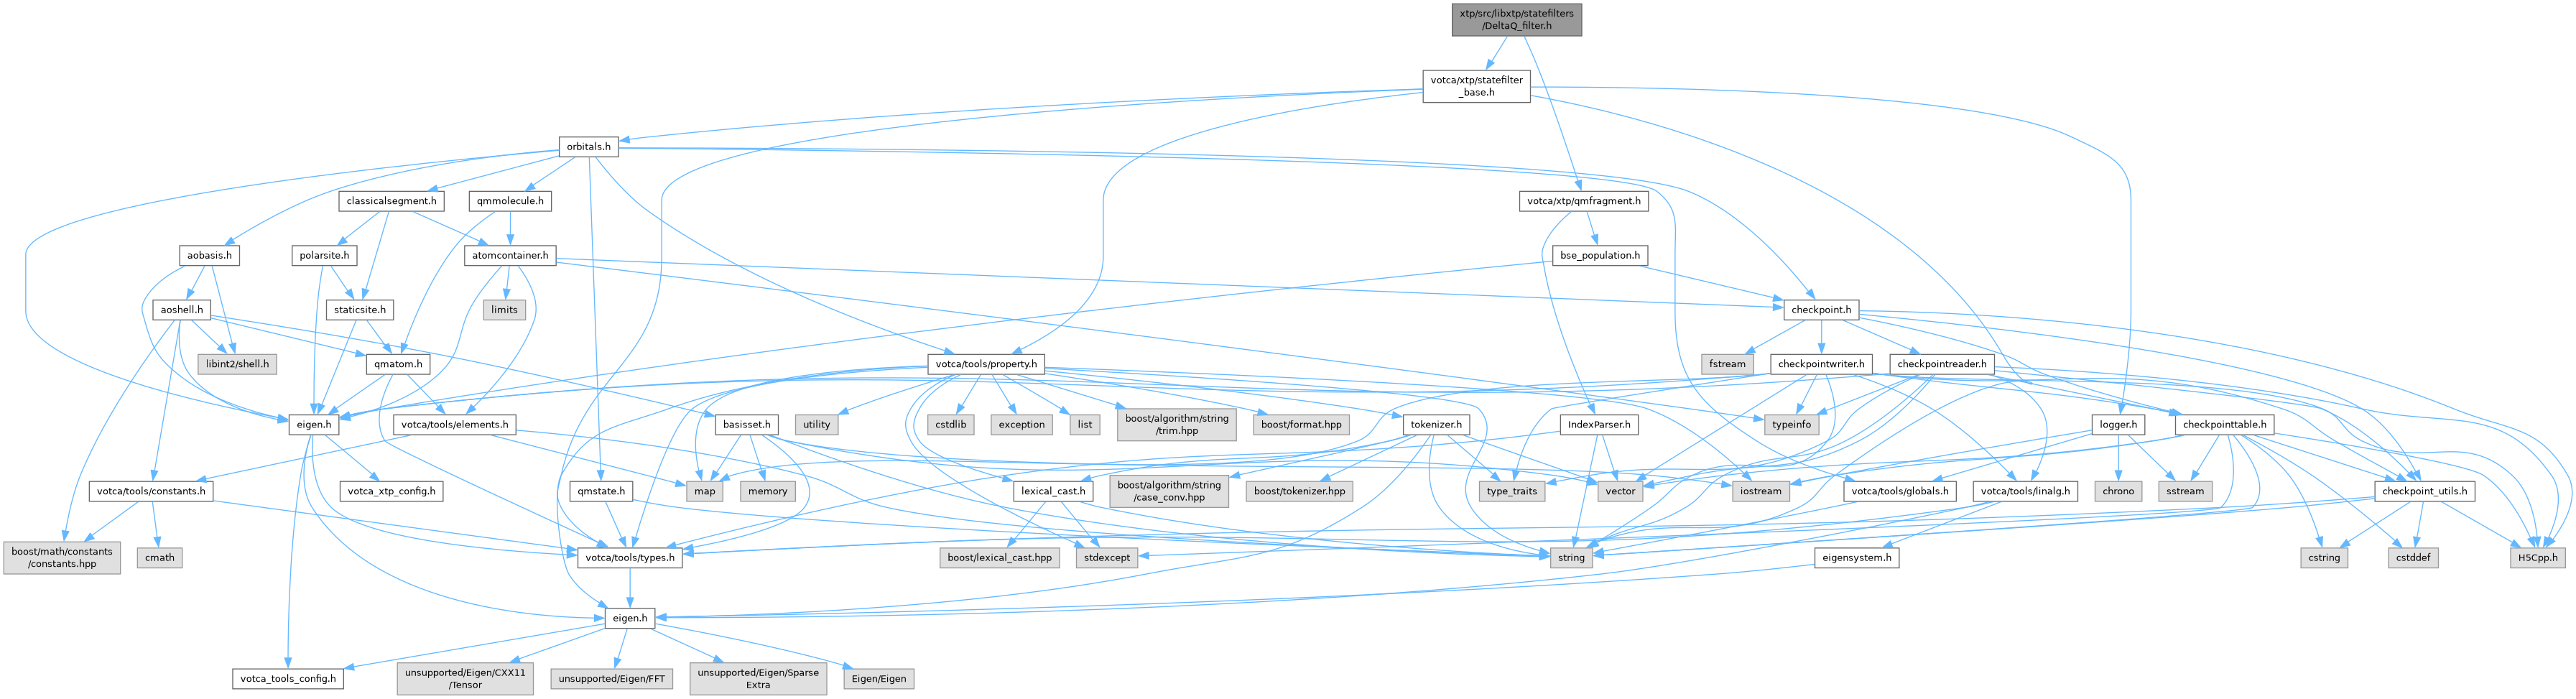 xtp/src/libxtp/statefilters
/DeltaQ_filter.h
votca/xtp/statefilter
_base.h
orbitals.h
classicalsegment.h
qmmolecule.h
votca/xtp/qmfragment.h
aobasis.h
polarsite.h
atomcontainer.h
bse_population.h
aoshell.h
staticsite.h
limits
checkpoint.h
libint2/shell.h
qmatom.h
votca/tools/property.h
fstream
checkpointwriter.h
checkpointreader.h
eigen.h
votca/tools/elements.h
basisset.h
utility
cstdlib
exception
list
boost/algorithm/string
/trim.hpp
boost/format.hpp
tokenizer.h
IndexParser.h
typeinfo
logger.h
checkpointtable.h
votca/tools/constants.h
votca_xtp_config.h
qmstate.h
map
memory
lexical_cast.h
boost/algorithm/string
/case_conv.hpp
boost/tokenizer.hpp
type_traits
vector
iostream
votca/tools/globals.h
votca/tools/linalg.h
chrono
sstream
checkpoint_utils.h
boost/math/constants
/constants.hpp
cmath
votca/tools/types.h
boost/lexical_cast.hpp
stdexcept
string
eigensystem.h
cstring
cstddef
H5Cpp.h
eigen.h
votca_tools_config.h
unsupported/Eigen/CXX11
/Tensor
unsupported/Eigen/FFT
unsupported/Eigen/Sparse
Extra
Eigen/Eigen